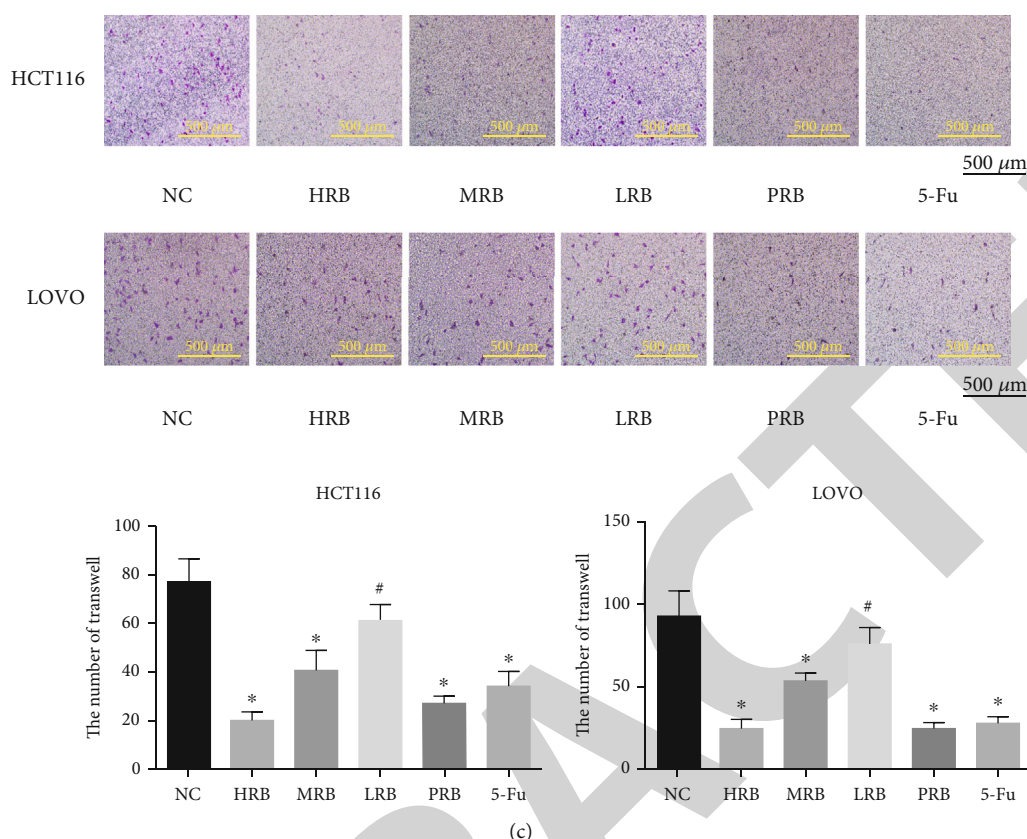 HCT116
500 μm 500 μm 500 μm 500 μm 500 μm 500 μm
500 μm
NC HRB MRB LRB PRB 5-Fu
LOVO
500 μm 500 μm 500 μm 500 μm 500 μm 500 μm
500 μm
NC HRB MRB LRB PRB 5-Fu
HCT116
The number of transwell
100
80
60
40
20
0
* * # * *
NC HRB MRB LRB PRB 5-Fu
LOVO
The number of transwell
150
100
50
0
* * # * *
NC HRB MRB LRB PRB 5-Fu
(c)